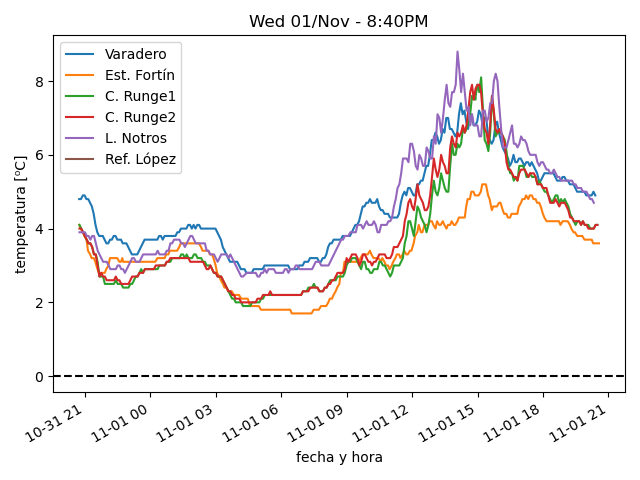 Wed 01/Nov - 8:40PM
Varadero
Est. Fortín
C. Runge1
C. Runge2
L. Notros
Ref. López
temperatura [ºC]
8
6
4
2
0
10-31 21
11-01 00
11-01 03
11-01 06
11-01 09
11-01 12
11-01 15
11-01 18
11-01 21
fecha y hora